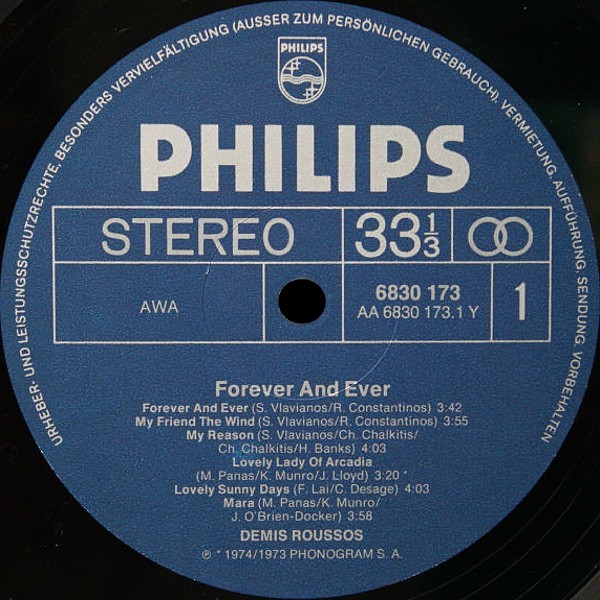 URHEBER- UND LEISTUNGSSCHUTZRECHTE, BESONDERS VERVIELFÄLTIGUNG (AUSSER ZUM PERSÖNLICHEN GEBRAUCH), VERMIETUNG, AUFFÜHRUNG, SENDUNG, VORBEHALTEN
PHILIPS
PHILIPS
STEREO 33 1/3
AWA 6830 173 1
AA 6830 173.1 Y
Forever And Ever
Forever And Ever (S. Vlavianos/R. Constantinos) 3:42
My Friend The Wind (S. Vlavianos/R. Constantinos) 3:55
My Reason (S. Vlavianos/Ch. Chalkitis/
Ch. Chalkitis/H. Banks) 4:03
Lovely Lady Of Arcadia
(M. Panas/K. Munro/J. Lloyd) 3:20 *
Lovely Sunny Days (F. Lai/C. Desage) 4:03
Mara (M. Panas/K. Munro/
J. O'Brien-Docker) 3:58
DEMIS ROUSSOS
℗ * 1974/1973 PHONOGRAM S. A.